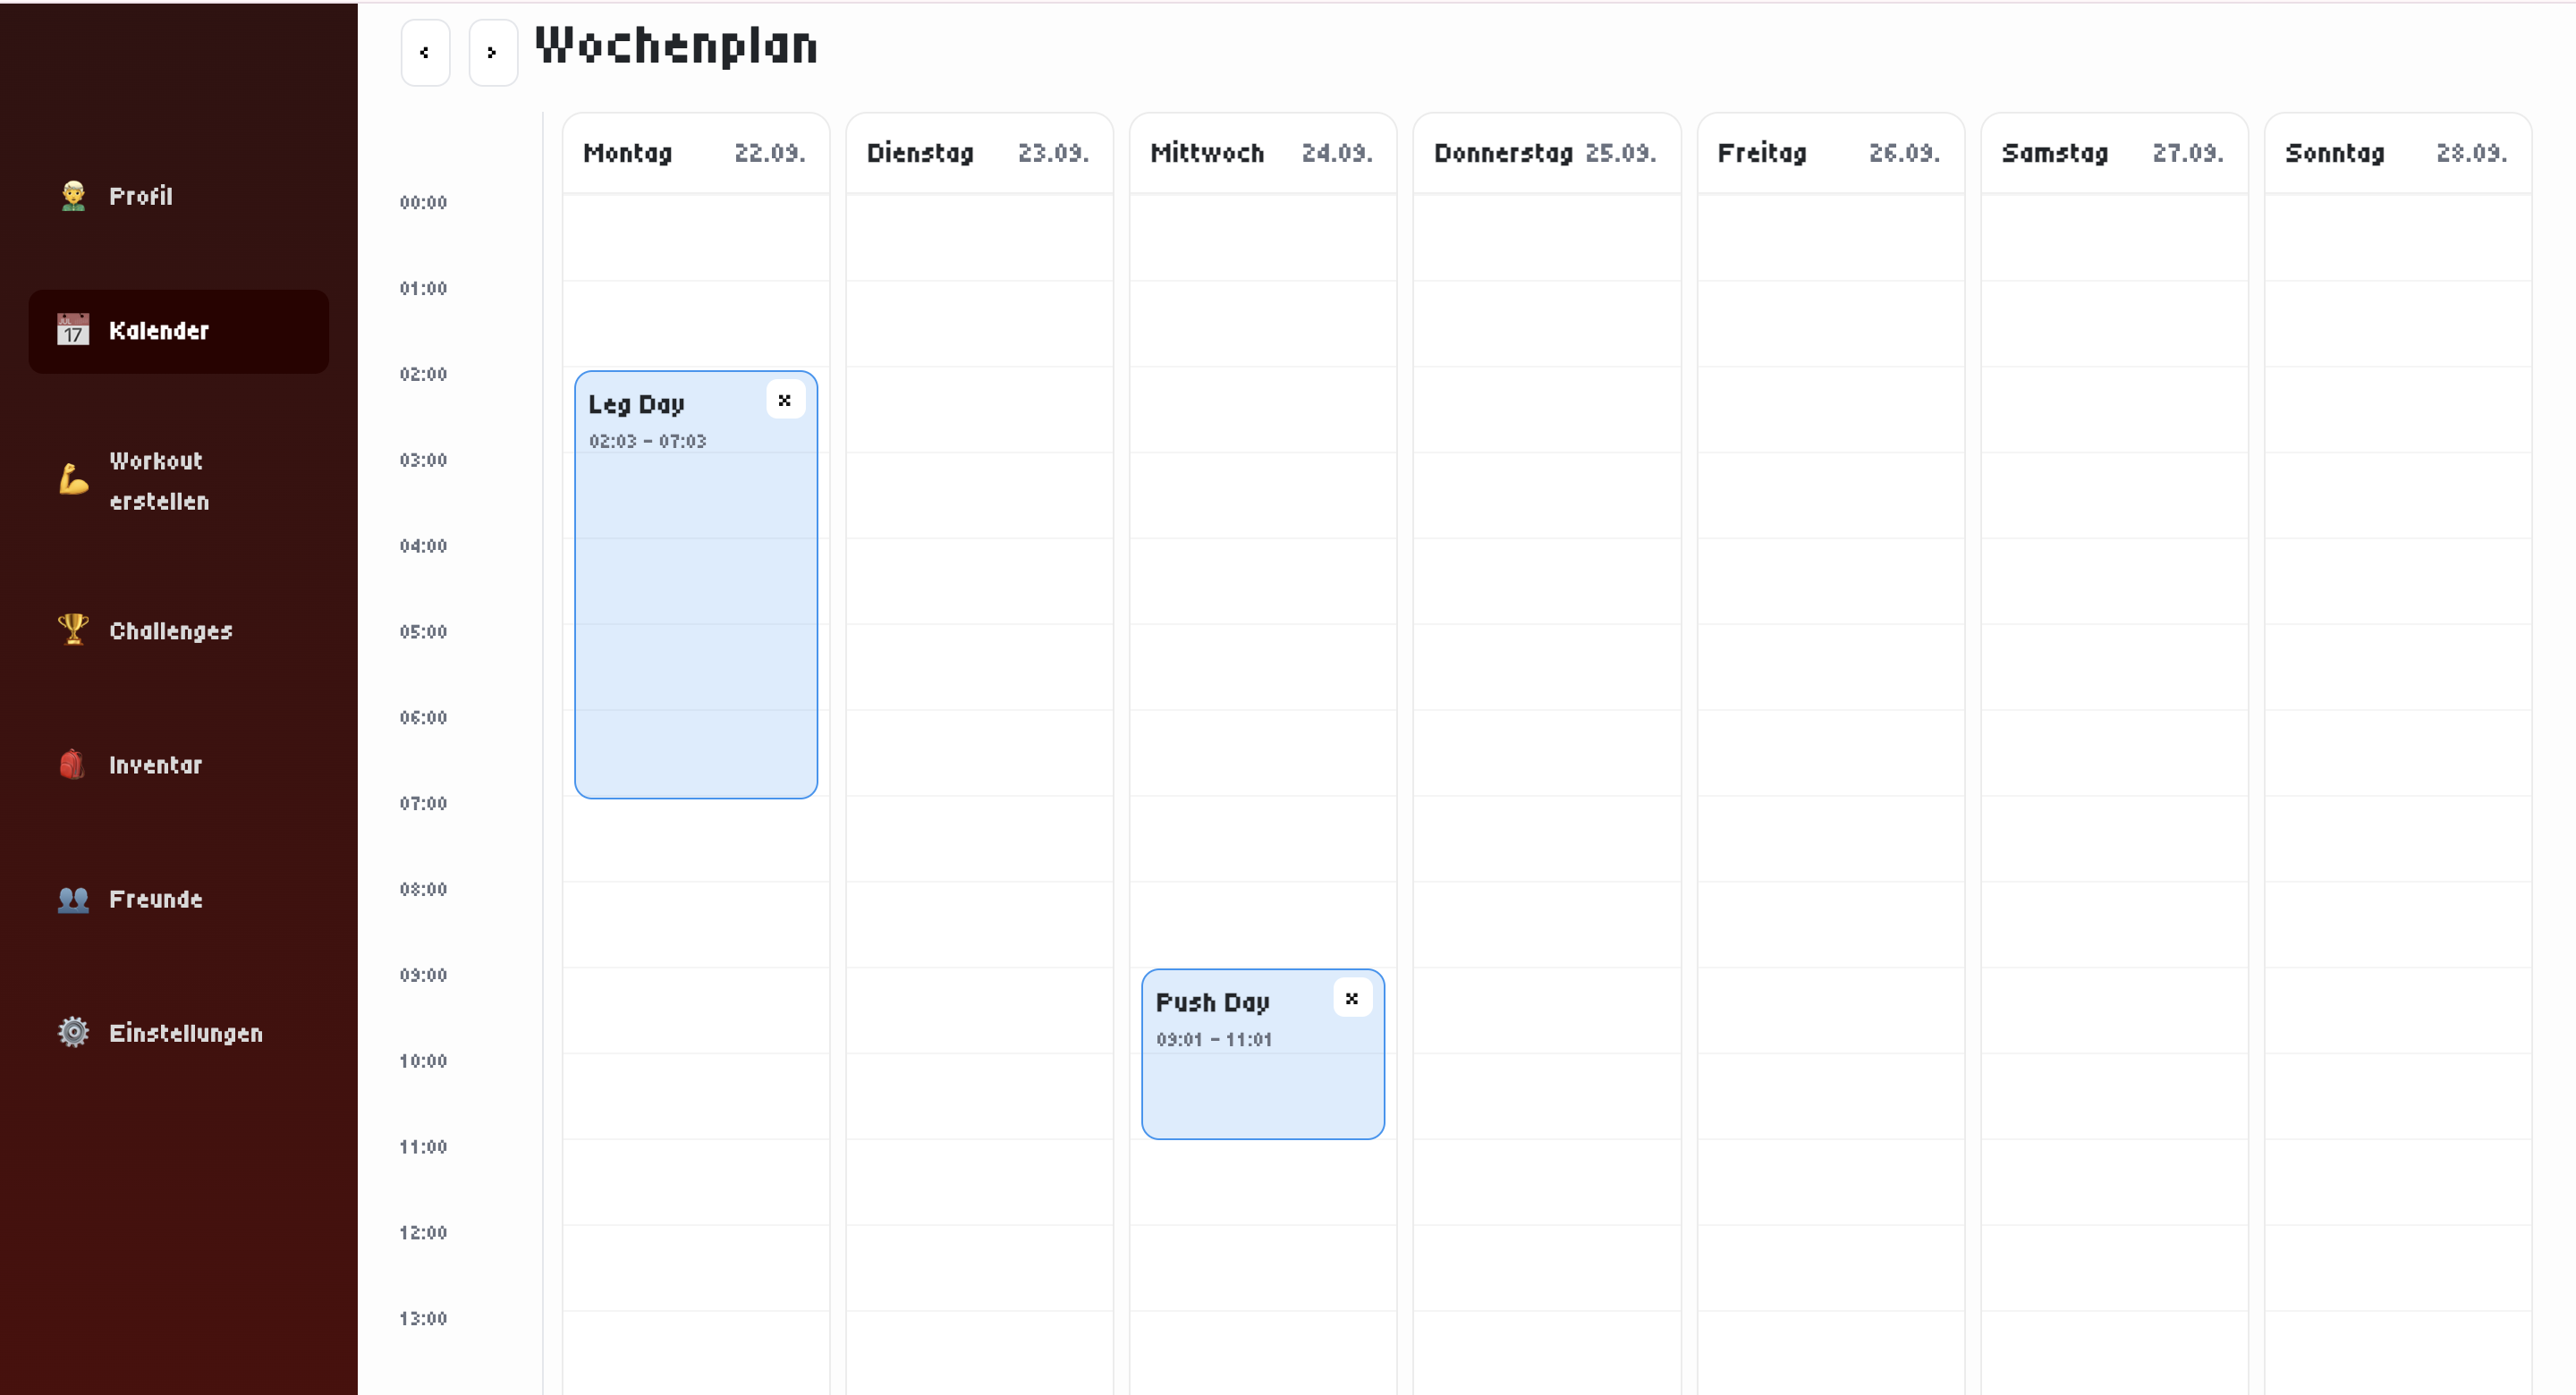 ‹ › Wochenplan
Montag 22.09. Dienstag 23.09. Mittwoch 24.09. Donnerstag 25.09. Freitag 26.09. Samstag 27.09. Sonntag 28.09.
Profil
JUL
17
Kalender
Workout
erstellen
Challenges
Inventar
Freunde
Einstellungen
00:00
01:00
02:00
03:00
04:00
05:00
06:00
07:00
08:00
09:00
10:00
11:00
12:00
13:00
Leg Day ×
02:03 – 07:03
Push Day ×
09:01 – 11:01